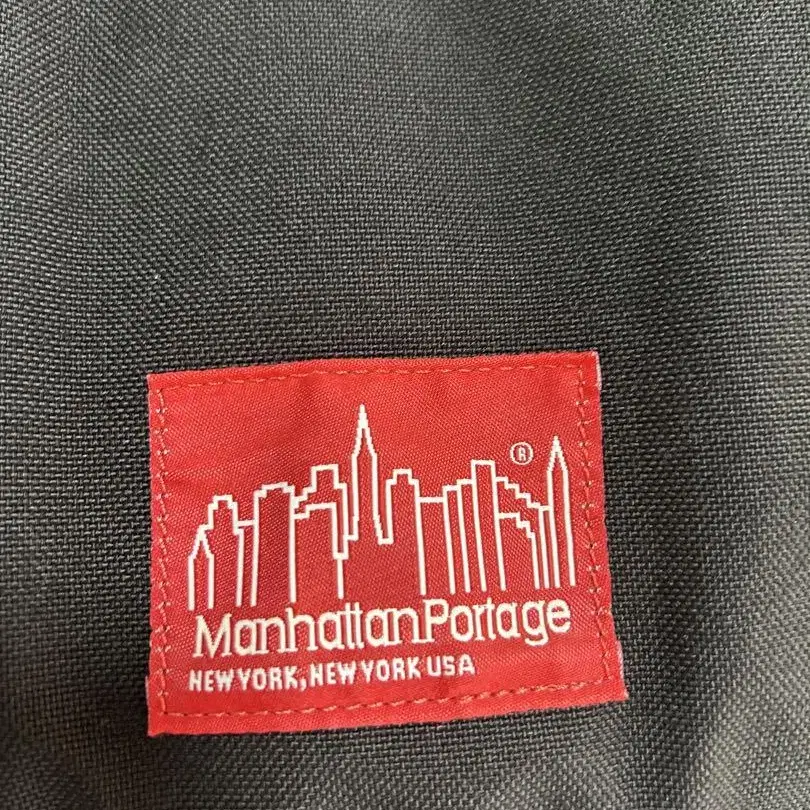 ®
ManhattanPortage
NEW YORK, NEW YORK USA